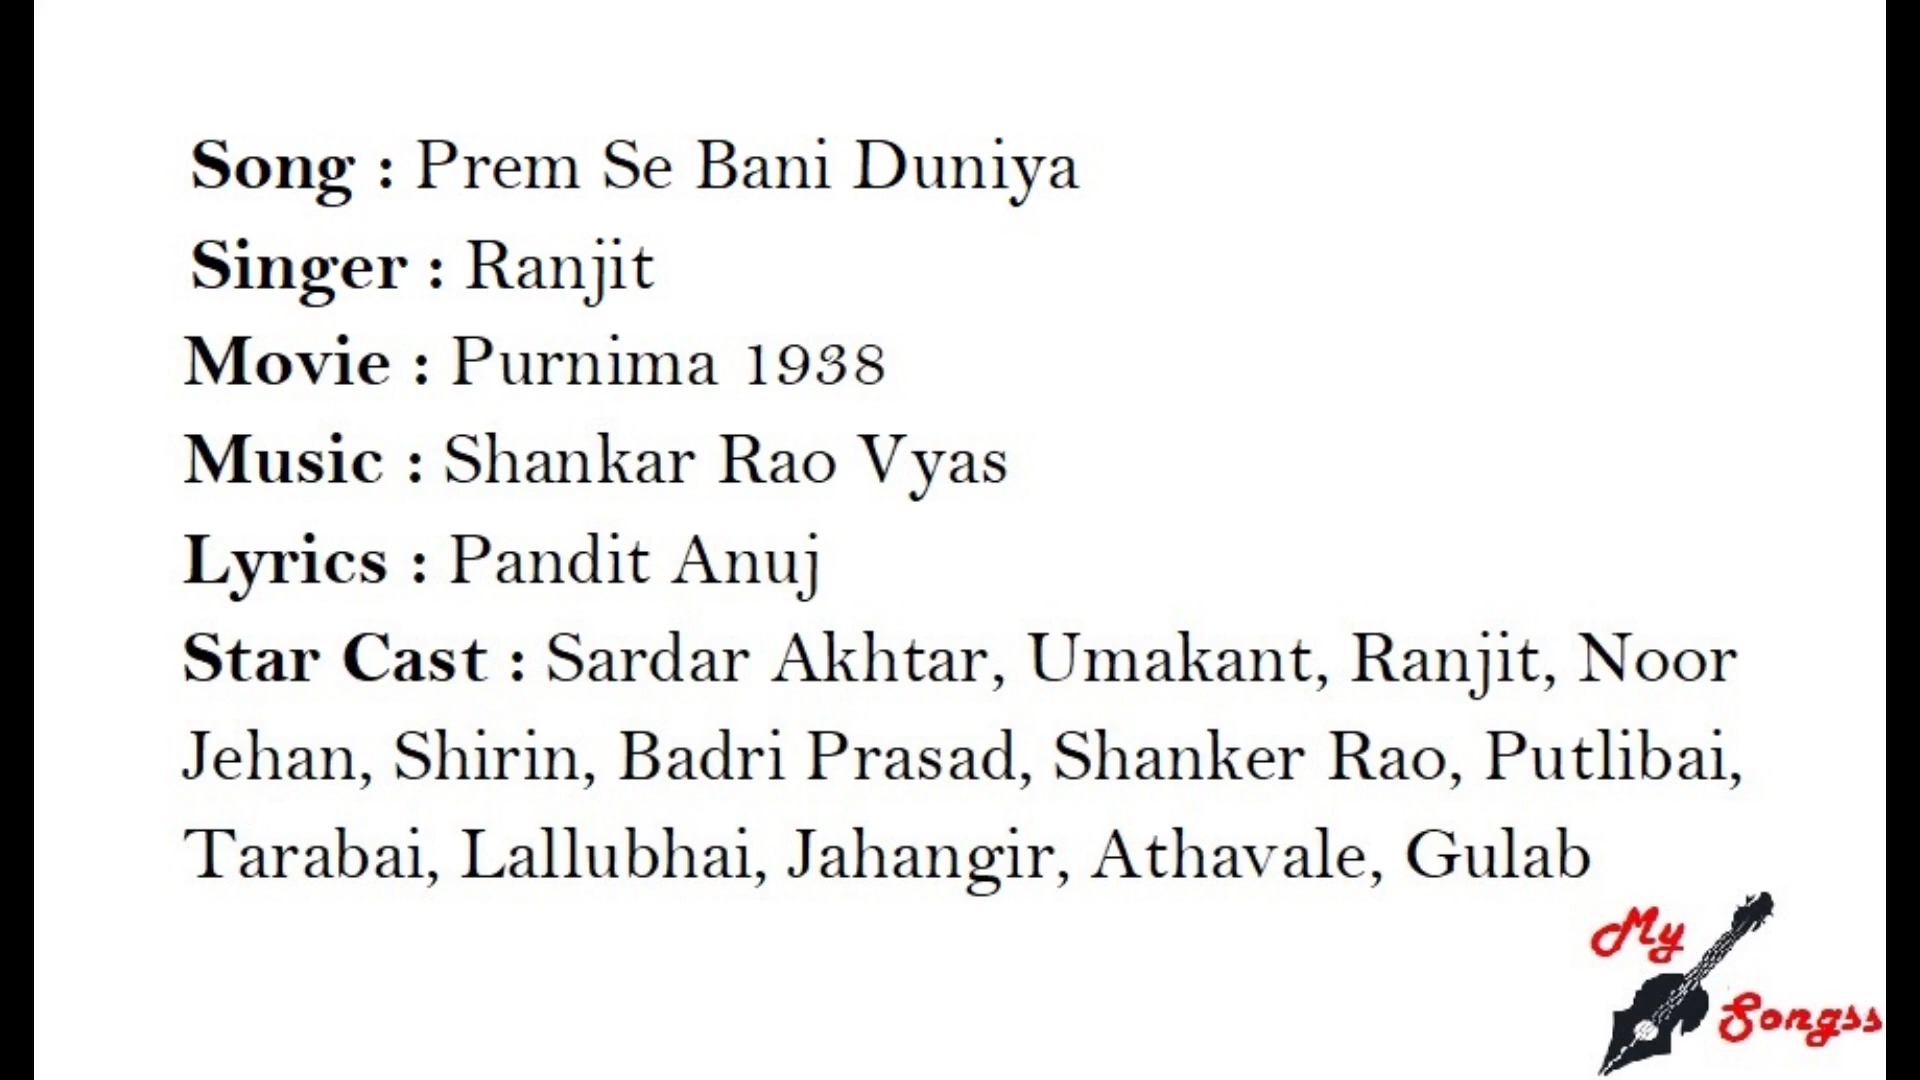 Song : Prem Se Bani Duniya
Singer : Ranjit
Movie : Purnima 1938
Music : Shankar Rao Vyas
Lyrics : Pandit Anuj
Star Cast : Sardar Akhtar, Umakant, Ranjit, Noor
Jehan, Shirin, Badri Prasad, Shanker Rao, Putlibai,
Tarabai, Lallubhai, Jahangir, Athavale, Gulab
My
Songss